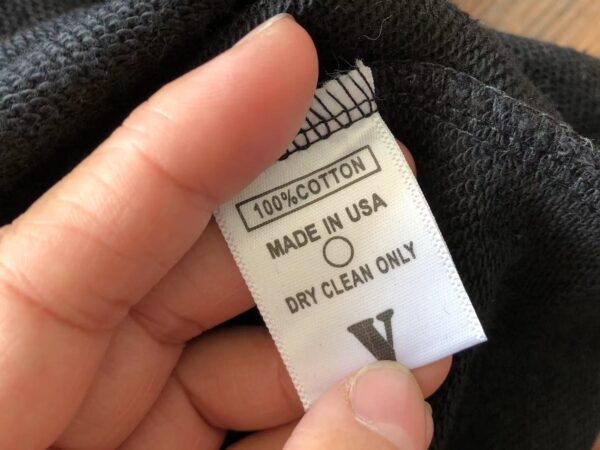 100%COTTON
MADE IN USA
DRY CLEAN ONLY
V